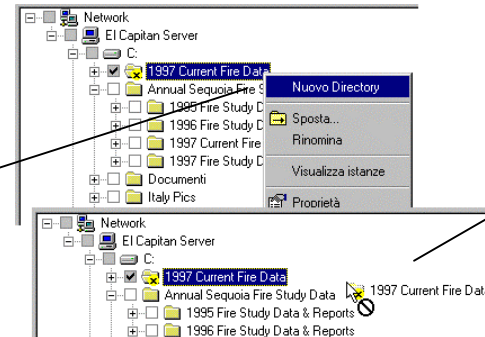 Network
El Capitan Server
C:
1997 Current Fire Data
Annual Sequoia Fire S
1995 Fire Study D
1996 Fire Study D
1997 Current Fire
1997 Fire Study D
Documenti
Italy Pics
Nuovo Directory
Sposta...
Rinomina
Visualizza istanze
Proprietà
Network
El Capitan Server
C:
1997 Current Fire Data
Annual Sequoia Fire Study Data
1997 Current Fire Dat
1995 Fire Study Data & Reports
1996 Fire Study Data & Reports